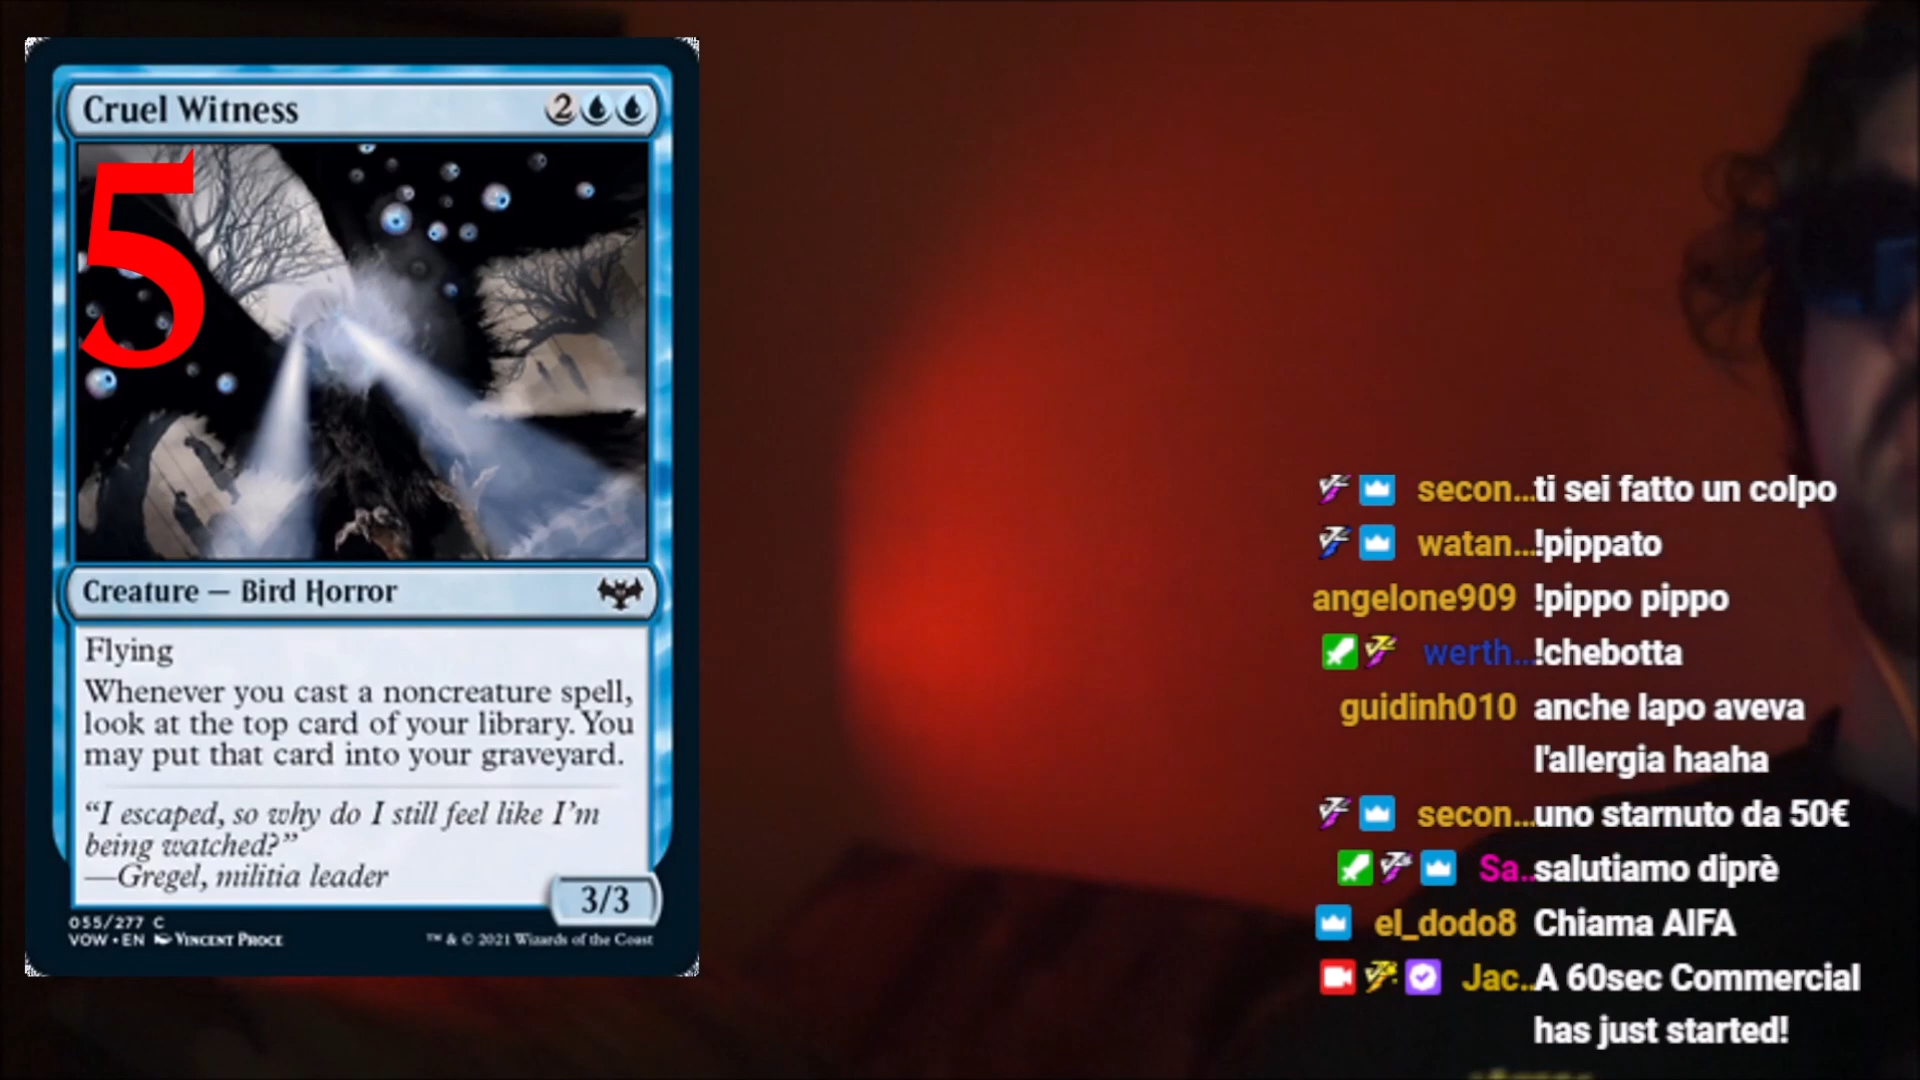 Cruel Witness 2
5
Creature — Bird Horror
Flying
Whenever you cast a noncreature spell,
look at the top card of your library. You
may put that card into your graveyard.
“I escaped, so why do I still feel like I’m
being watched?”
—Gregel, militia leader
3/3
055/277 C
VOW • EN Vincent Proce
™ & © 2021 Wizards of the Coast
secon... ti sei fatto un colpo
watan... !pippato
angelone909 !pippo pippo
werth... !chebotta
guidinh010 anche lapo aveva
l'allergia haaha
secon... uno starnuto da 50€
Sa.. salutiamo diprè
el_dodo8 Chiama AIFA
Jac.. A 60sec Commercial
has just started!